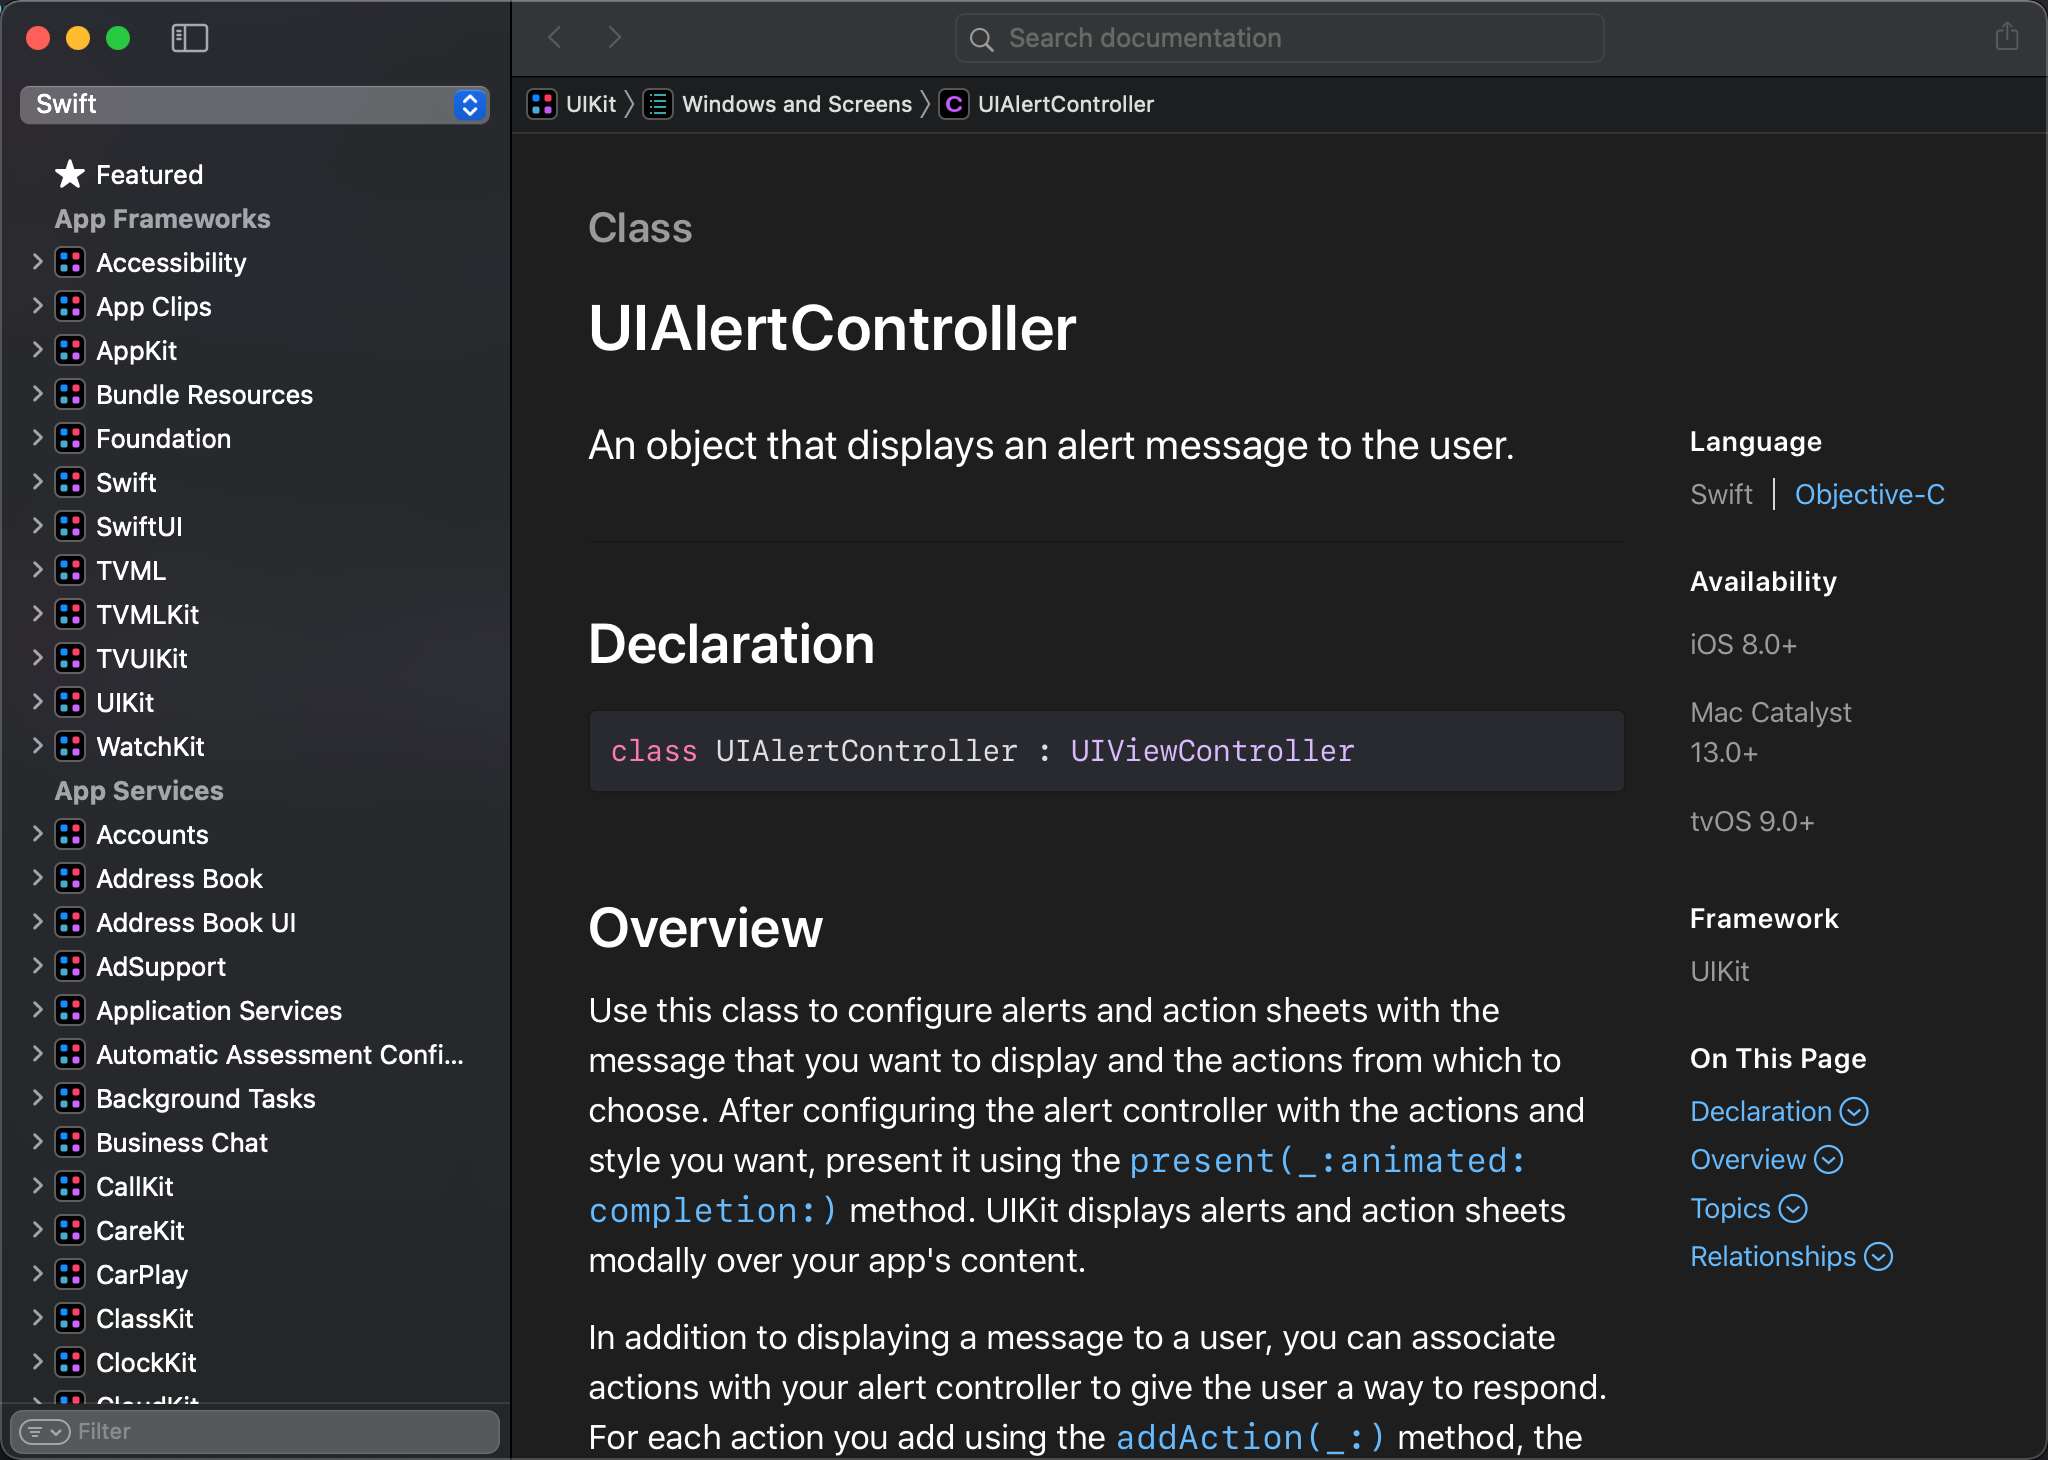 Swift
Featured
App Frameworks
Accessibility
App Clips
AppKit
Bundle Resources
Foundation
Swift
SwiftUI
TVML
TVMLKit
TVUIKit
UIKit
WatchKit
App Services
Accounts
Address Book
Address Book UI
AdSupport
Application Services
Automatic Assessment Confi...
Background Tasks
Business Chat
CallKit
CareKit
CarPlay
ClassKit
ClockKit
CloudKit
Filter
Search documentation
UIKit 〉 Windows and Screens 〉 C UIAlertController
Class
UIAlertController
An object that displays an alert message to the user.
Declaration
class UIAlertController : UIViewController
Overview
Use this class to configure alerts and action sheets with the
message that you want to display and the actions from which to
choose. After configuring the alert controller with the actions and
style you want, present it using the present(_:animated:
completion:) method. UIKit displays alerts and action sheets
modally over your app's content.
In addition to displaying a message to a user, you can associate
actions with your alert controller to give the user a way to respond.
For each action you add using the addAction(_:) method, the
Language
Swift | Objective-C
Availability
iOS 8.0+
Mac Catalyst
13.0+
tvOS 9.0+
Framework
UIKit
On This Page
Declaration
Overview
Topics
Relationships